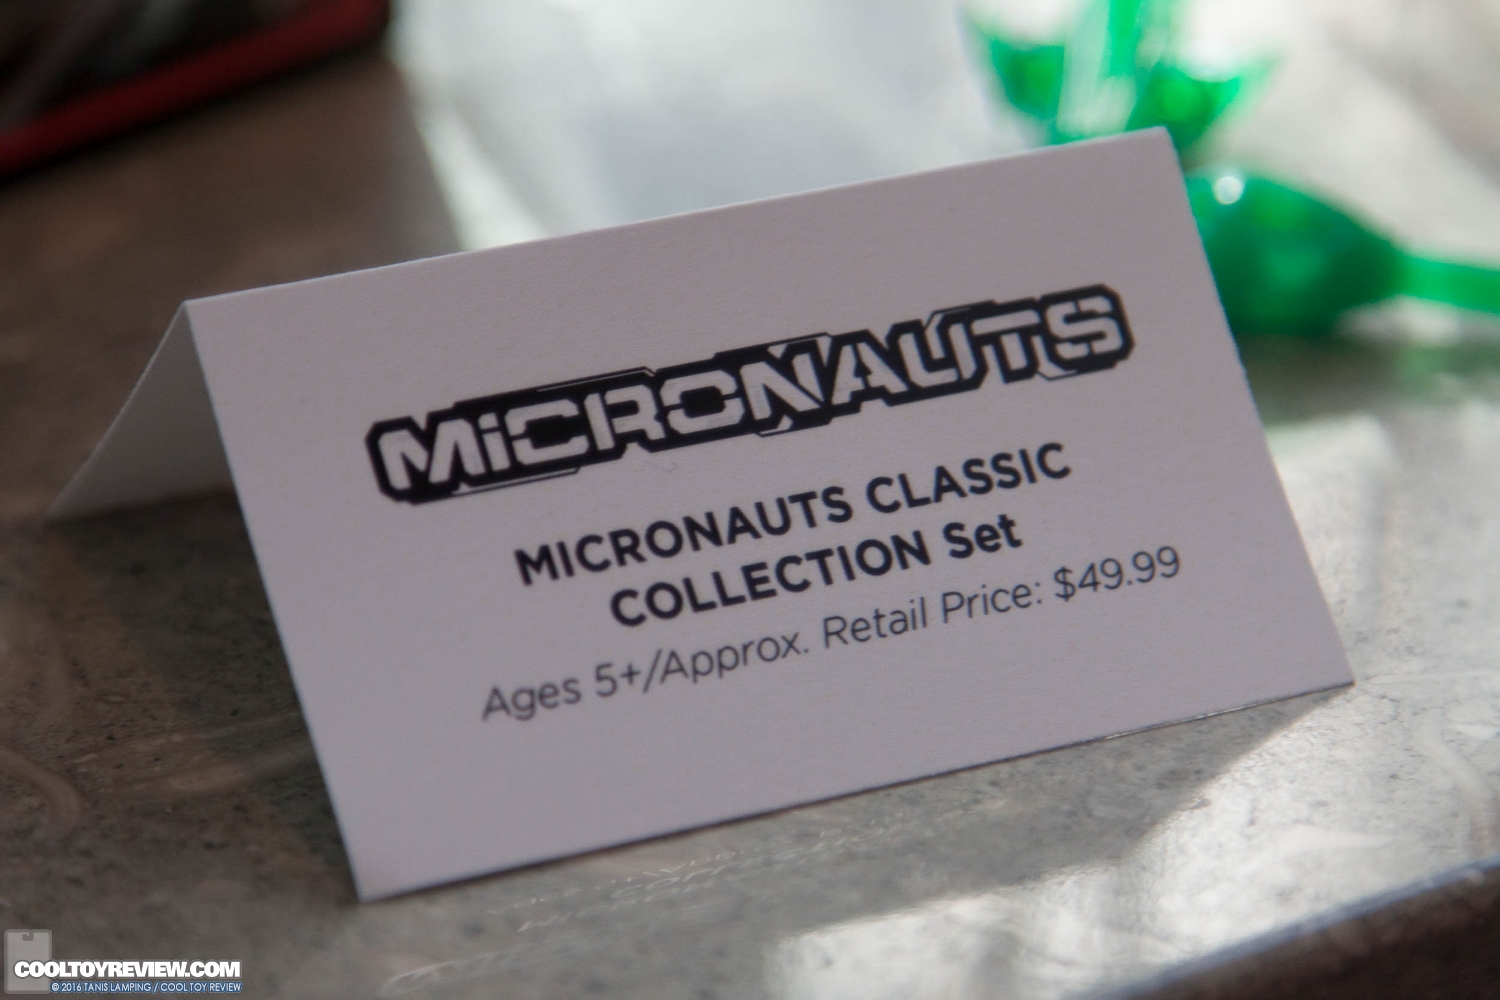 MiCRONAUTS
MICRONAUTS CLASSIC
COLLECTION Set
Ages 5+/Approx. Retail Price: $49.99
COOLTOYREVIEW.COM
© 2016 TANIS LAMPING / COOL TOY REVIEW